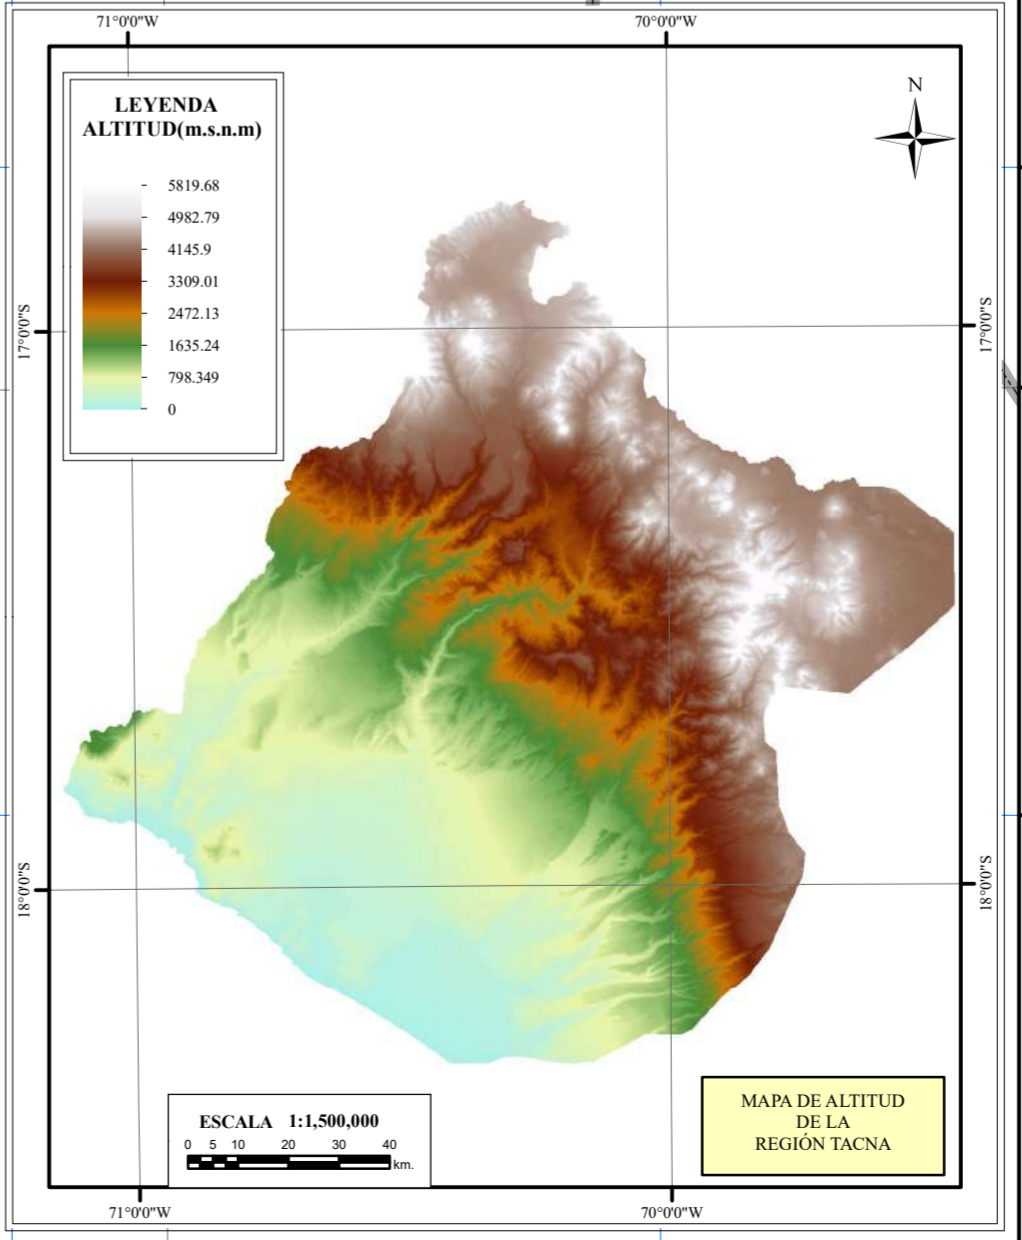 71°0'0"W
70°0'0"W
LEYENDA
ALTITUD(m.s.n.m)
5819.68
4982.79
4145.9
3309.01
2472.13
1635.24
798.349
0
N
17°0'0"S
17°0'0"S
18°0'0"S
18°0'0"S
ESCALA 1:1,500,000
0 5 10 20 30 40
km.
MAPA DE ALTITUD
DE LA
REGIÓN TACNA
71°0'0"W
70°0'0"W